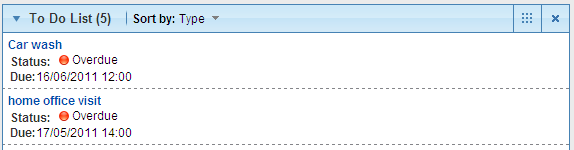 To Do List (5) Sort by: Type
Car wash
Status: Overdue
Due:16/06/2011 12:00
home office visit
Status: Overdue
Due:17/05/2011 14:00